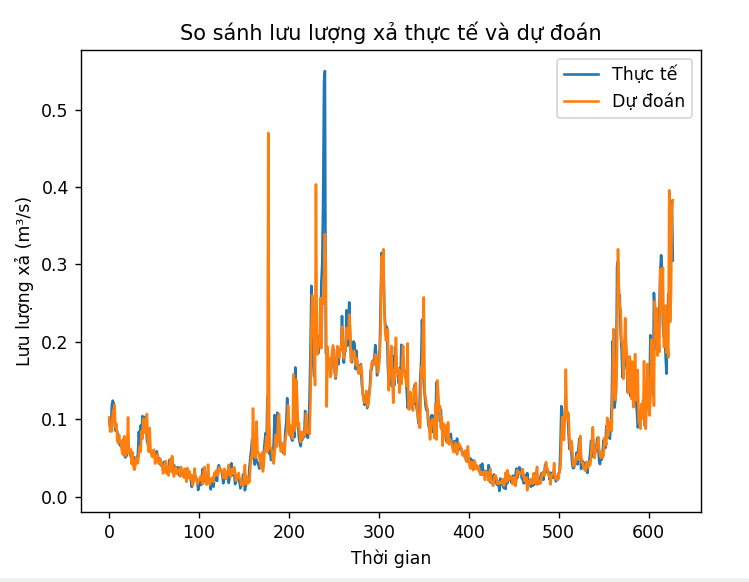 So sánh lưu lượng xả thực tế và dự đoán
Thực tế
Dự đoán
Lưu lượng xả (m³/s)
0.5
0.4
0.3
0.2
0.1
0.0
0 100 200 300 400 500 600
Thời gian